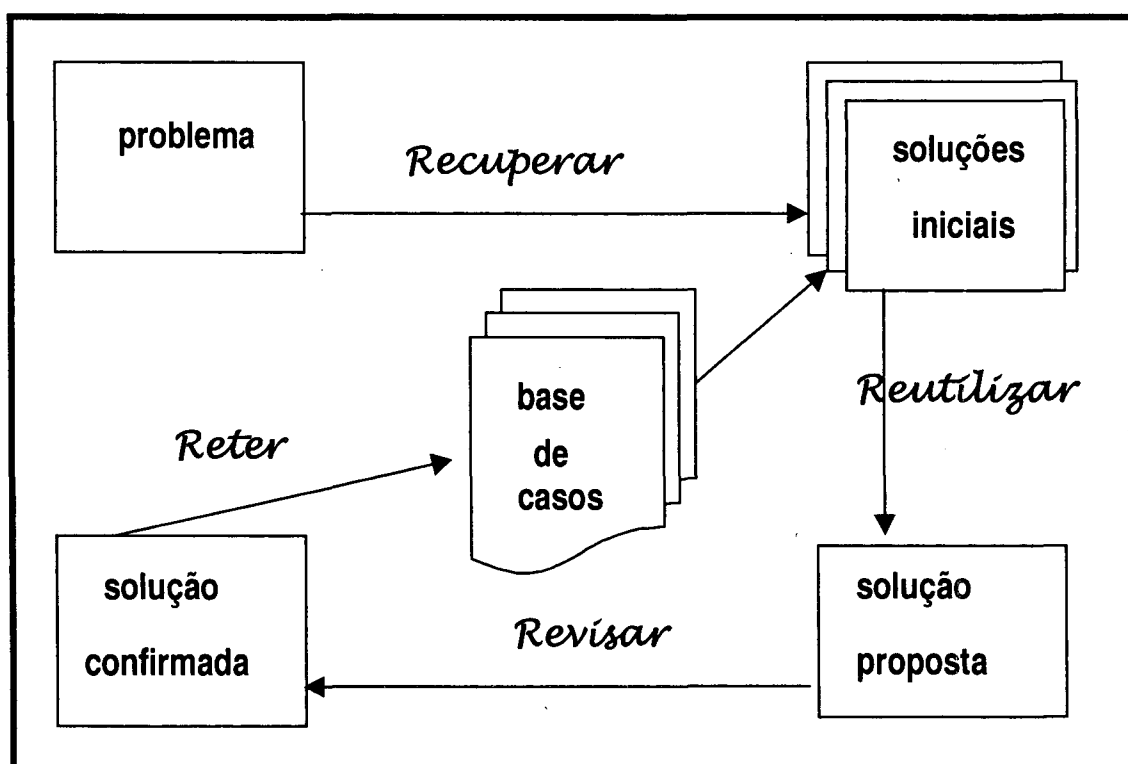 problema
Recuperar
soluções
iniciais
base
de
casos
Reutilizar
Reter
solução
confirmada
Revisar
solução
proposta